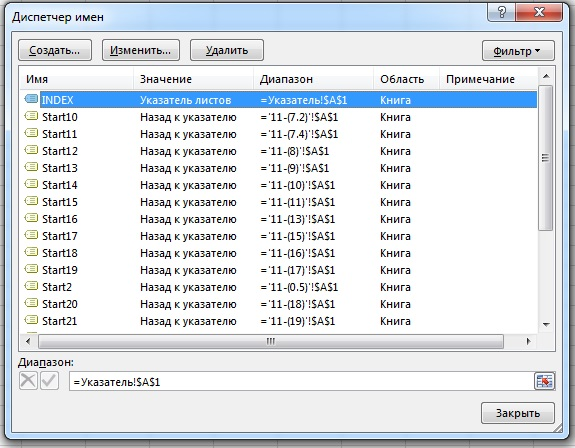 Диспетчер имен
Создать... Изменить... Удалить Фильтр
Имя Значение Диапазон Область Примечание
INDEX Указатель листов =Указатель!$A$1 Книга
Start10 Назад к указателю ='11-(7.2)'!$A$1 Книга
Start11 Назад к указателю ='11-(7.4)'!$A$1 Книга
Start12 Назад к указателю ='11-(8)'!$A$1 Книга
Start13 Назад к указателю ='11-(9)'!$A$1 Книга
Start14 Назад к указателю ='11-(10)'!$A$1 Книга
Start15 Назад к указателю ='11-(11)'!$A$1 Книга
Start16 Назад к указателю ='11-(13)'!$A$1 Книга
Start17 Назад к указателю ='11-(15)'!$A$1 Книга
Start18 Назад к указателю ='11-(16)'!$A$1 Книга
Start19 Назад к указателю ='11-(17)'!$A$1 Книга
Start2 Назад к указателю ='11-(0.5)'!$A$1 Книга
Start20 Назад к указателю ='11-(18)'!$A$1 Книга
Start21 Назад к указателю ='11-(19)'!$A$1 Книга
Диапазон:
=Указатель!$A$1
Закрыть